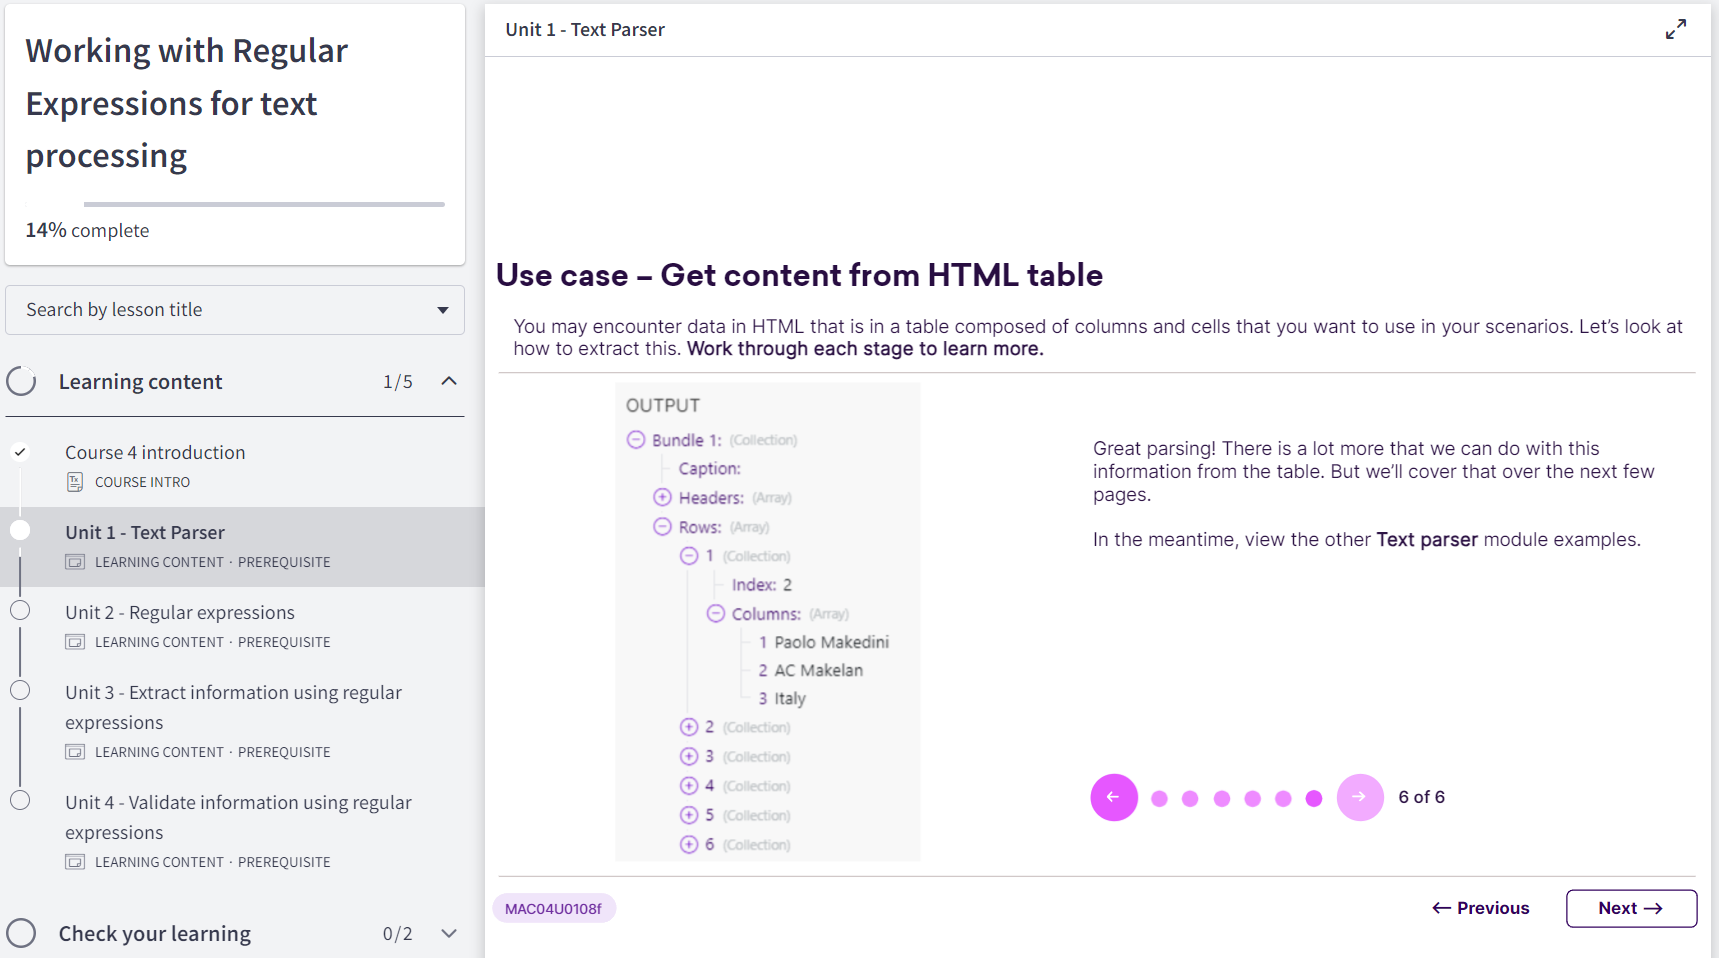 Working with Regular
Expressions for text
processing
14% complete
Search by lesson title
Learning content 1/5
Course 4 introduction
COURSE INTRO
Unit 1 - Text Parser
LEARNING CONTENT · PREREQUISITE
Unit 2 - Regular expressions
LEARNING CONTENT · PREREQUISITE
Unit 3 - Extract information using regular
expressions
LEARNING CONTENT · PREREQUISITE
Unit 4 - Validate information using regular
expressions
LEARNING CONTENT · PREREQUISITE
Check your learning 0/2
Unit 1 - Text Parser
Use case – Get content from HTML table
You may encounter data in HTML that is in a table composed of columns and cells that you want to use in your scenarios. Let's look at
how to extract this. Work through each stage to learn more.
OUTPUT
Bundle 1: (Collection)
Caption:
Headers: (Array)
Rows: (Array)
1 (Collection)
Index: 2
Columns: (Array)
1 Paolo Makedini
2 AC Makelan
3 Italy
2 (Collection)
3 (Collection)
4 (Collection)
5 (Collection)
6 (Collection)
Great parsing! There is a lot more that we can do with this
information from the table. But we'll cover that over the next few
pages.
In the meantime, view the other Text parser module examples.
6 of 6
MAC04U0108f
← Previous
Next →